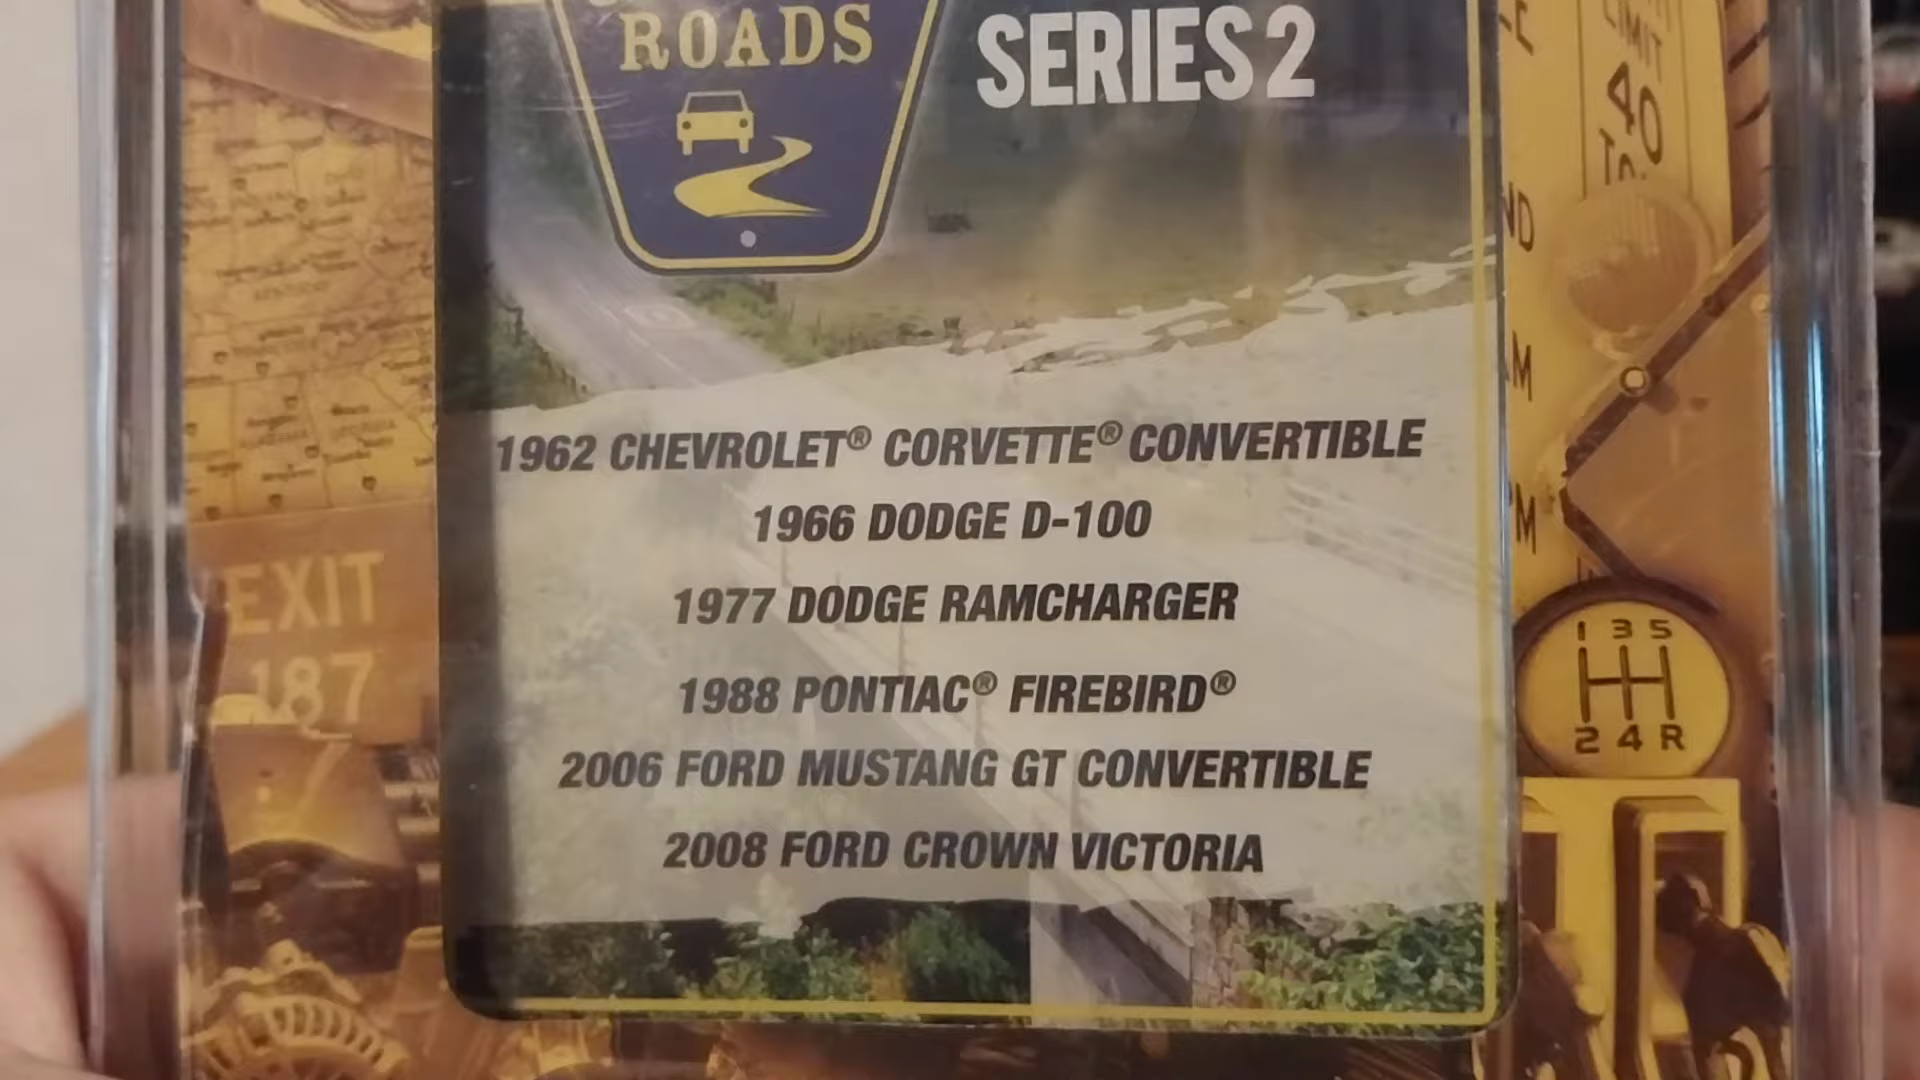 ROADS
SERIES 2
LIMIT
40
1962 CHEVROLET® CORVETTE® CONVERTIBLE
1966 DODGE D-100
1977 DODGE RAMCHARGER
1988 PONTIAC® FIREBIRD®
2006 FORD MUSTANG GT CONVERTIBLE
2008 FORD CROWN VICTORIA
EXIT
187
1 3 5
2 4 R
KENTUCKY